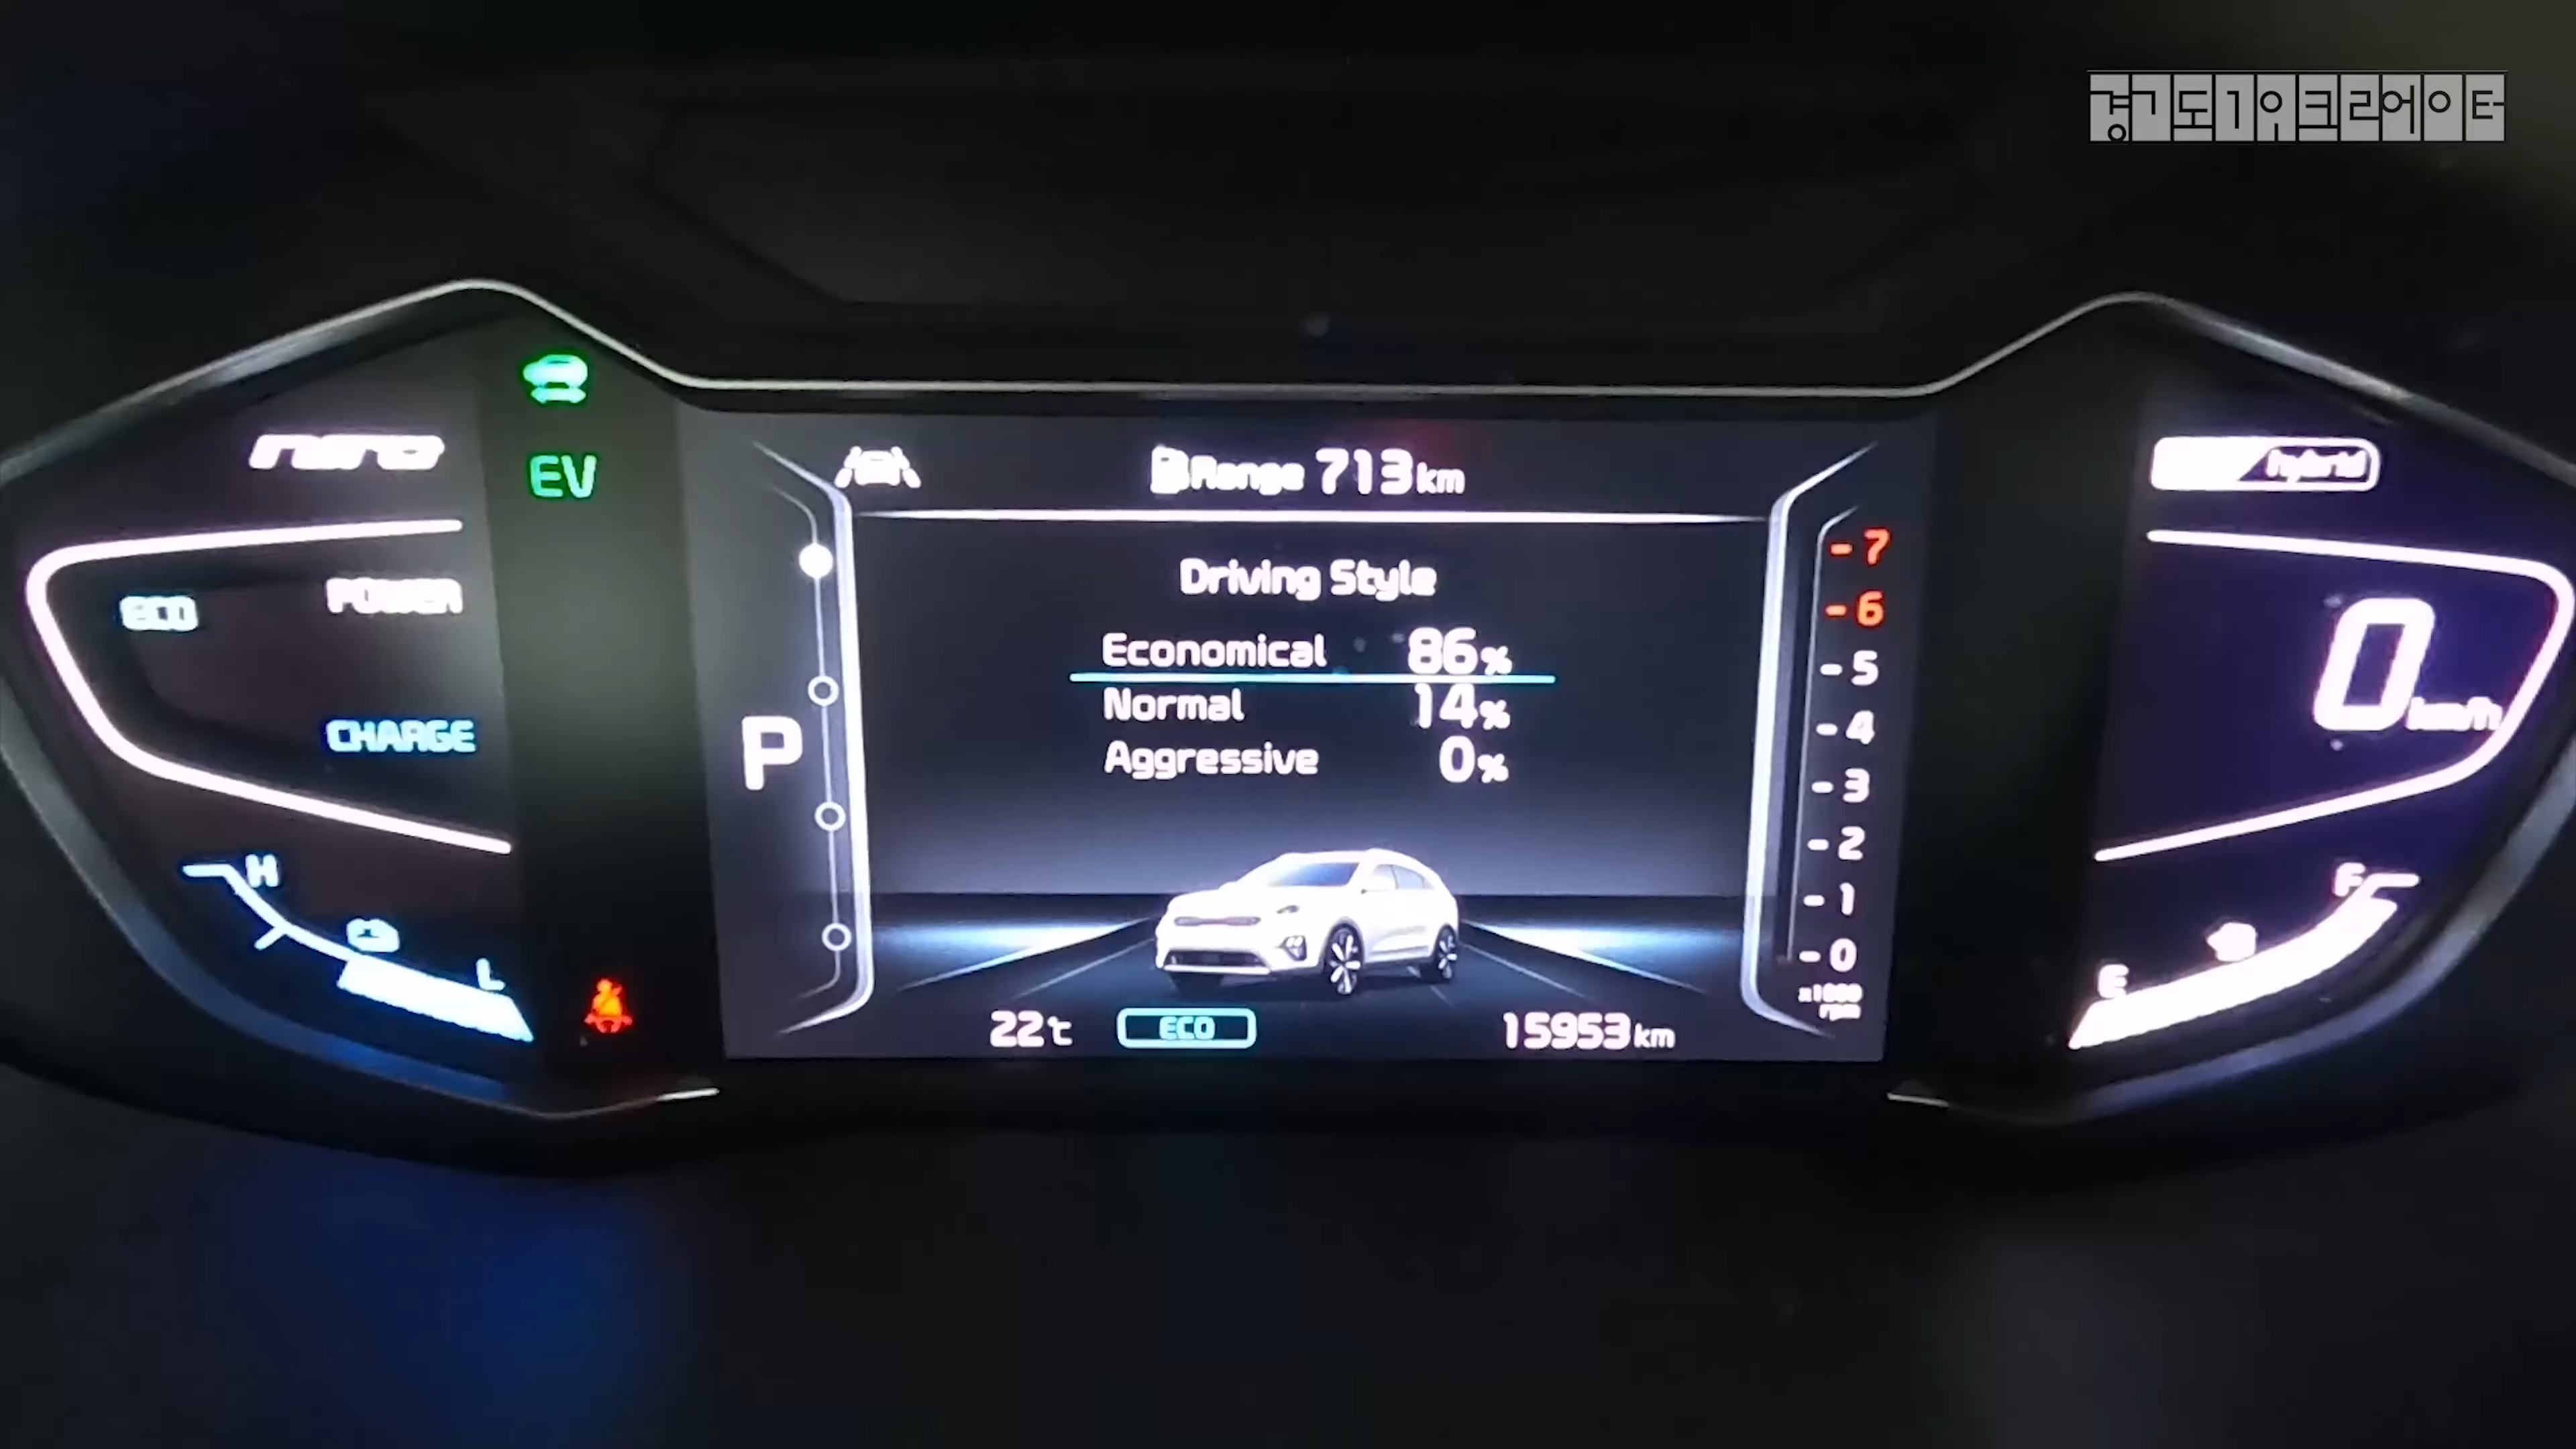 경기도1위크리에이터
niro
EV
Range 713km
hybrid
ECO
POWER
CHARGE
Driving Style
Economical 86%
Normal 14%
Aggressive 0%
P
7
6
5
4
3
2
1
0
x1000
rpm
0km/h
H
L
E
F
22℃
ECO
15953km